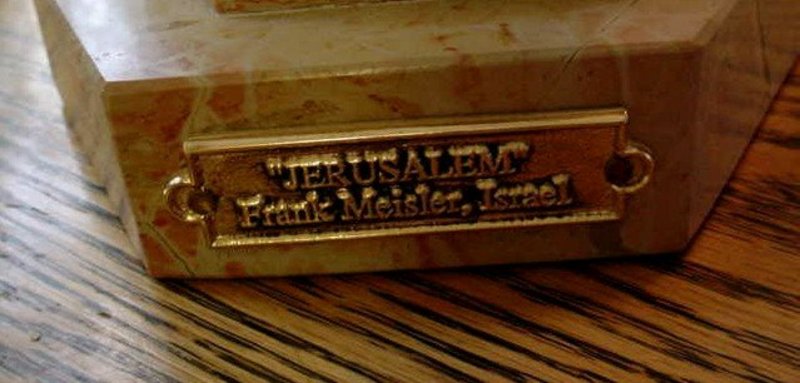 "JERUSALEM"
Frank Meisler, Israel